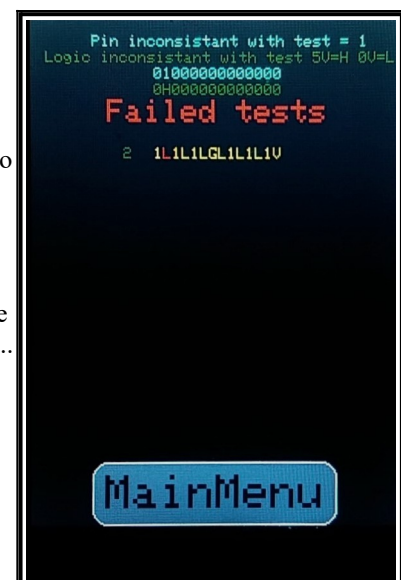 Pin inconsistant with test = 1
Logic inconsistant with test 5V=H 0V=L
01000000000000
0H000000000000
Failed tests
2 1L1L1LGL1L1L1V
o
e
..
MainMenu